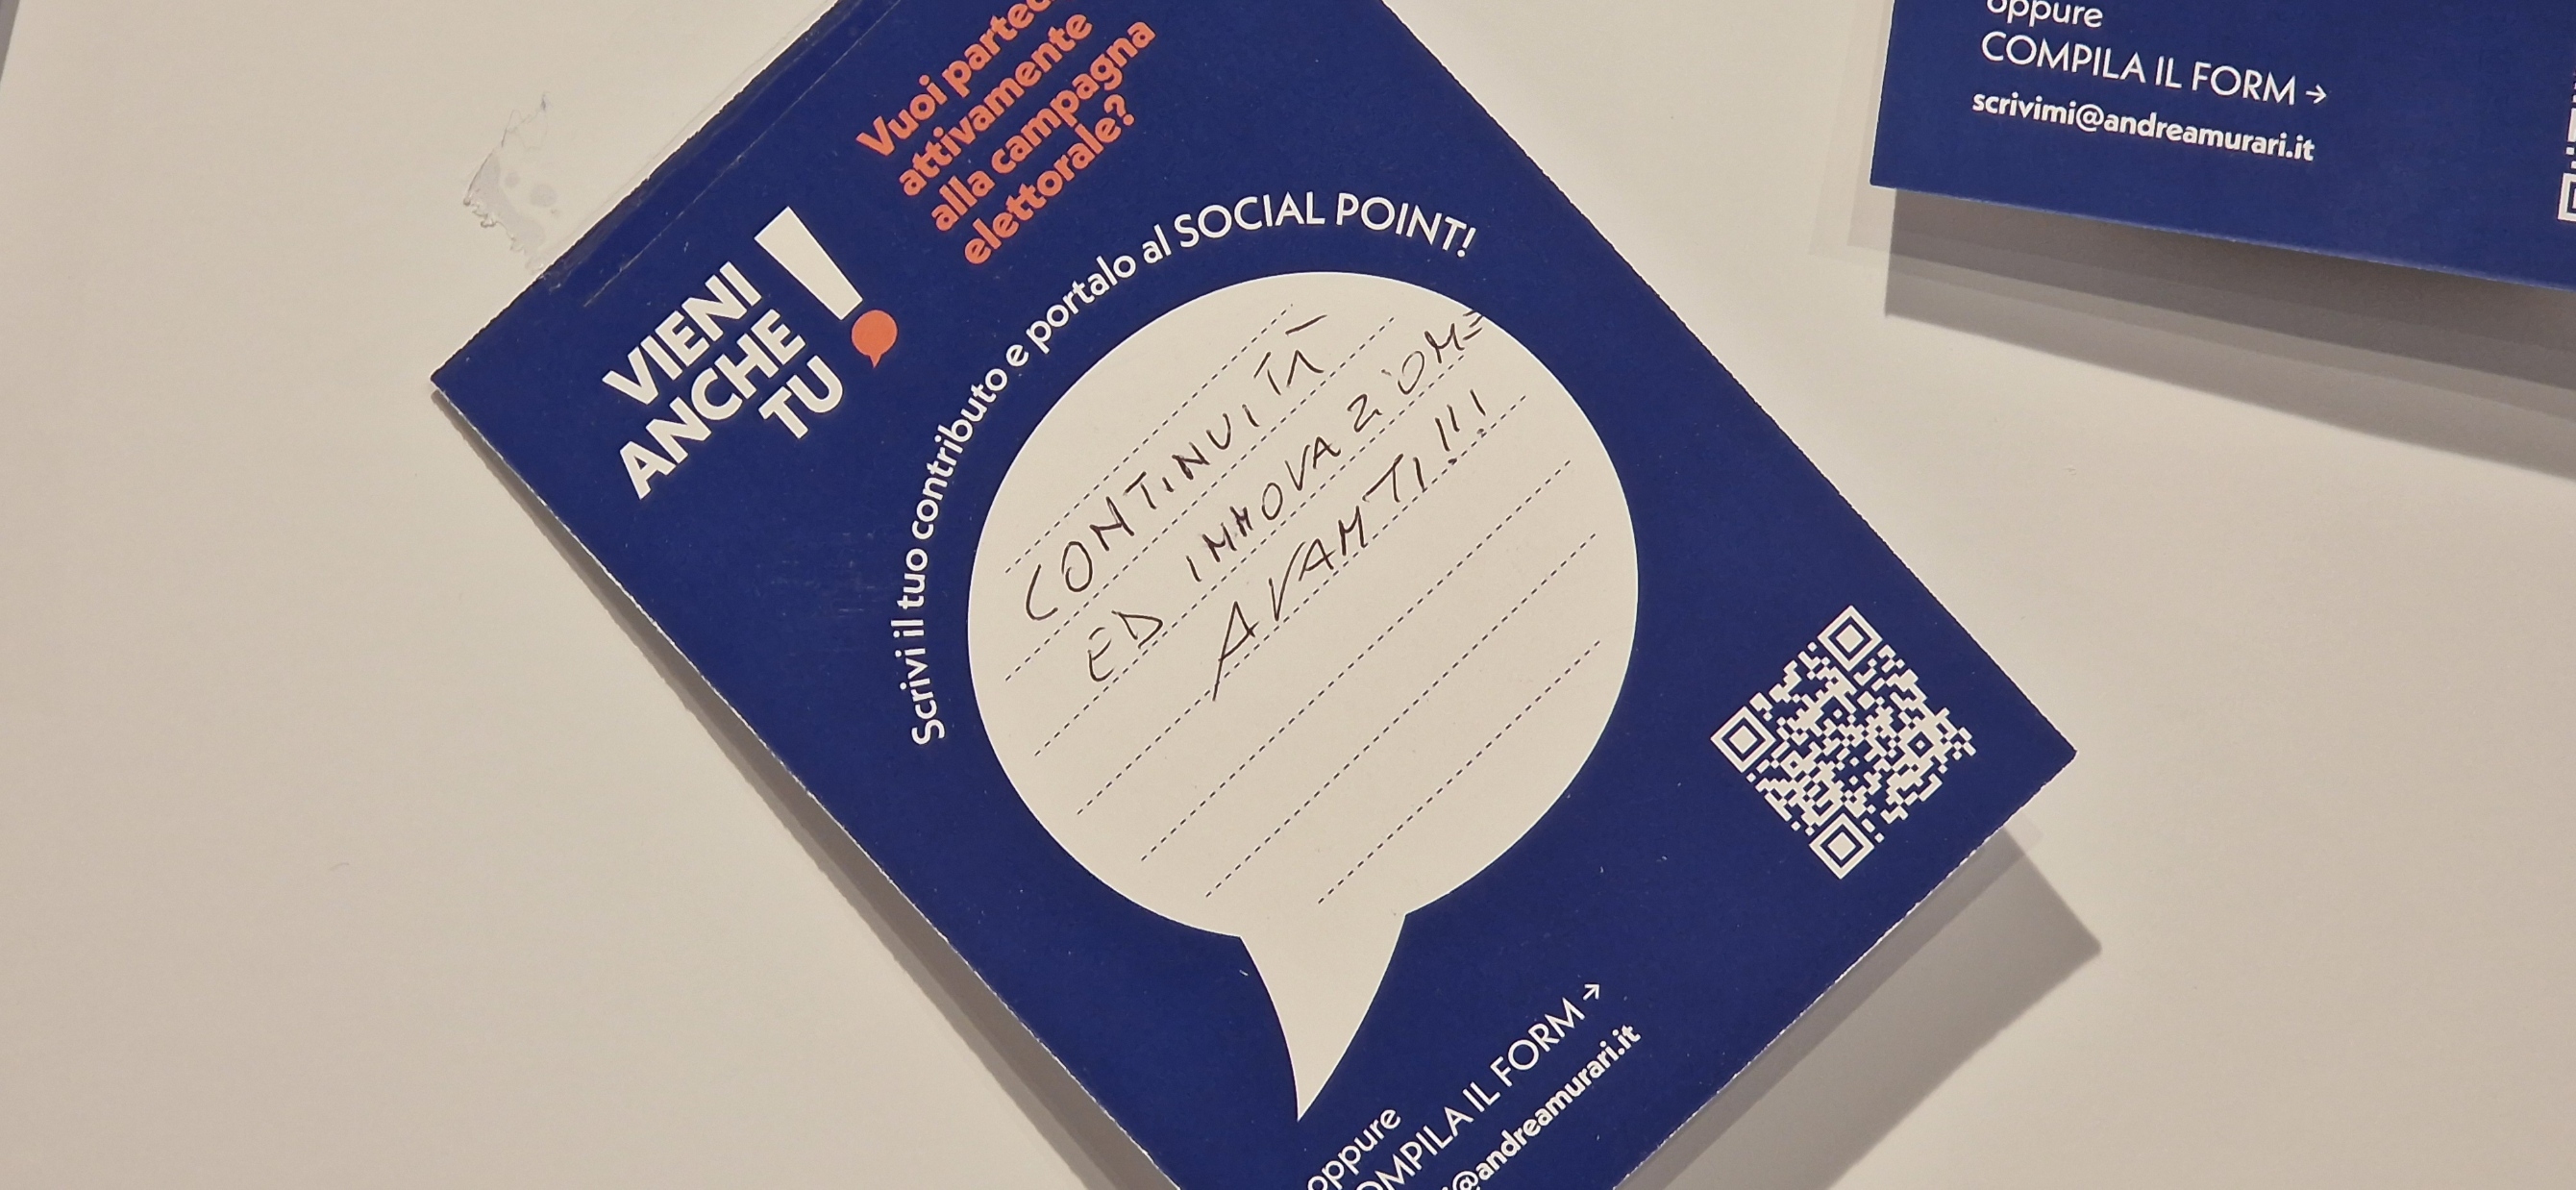 Vuoi
attivamente
alla campagna
elettorale?
VIENI
ANCHE
TU!
Scrivi il tuo contributo e portalo al SOCIAL POINT!
CONTINUITÀ
ED INNOVAZIONE
AVANTI!!!
oppure
COMPILA IL FORM →
@andreamurari.it
oppure
COMPILA IL FORM →
scrivimi@andreamurari.it